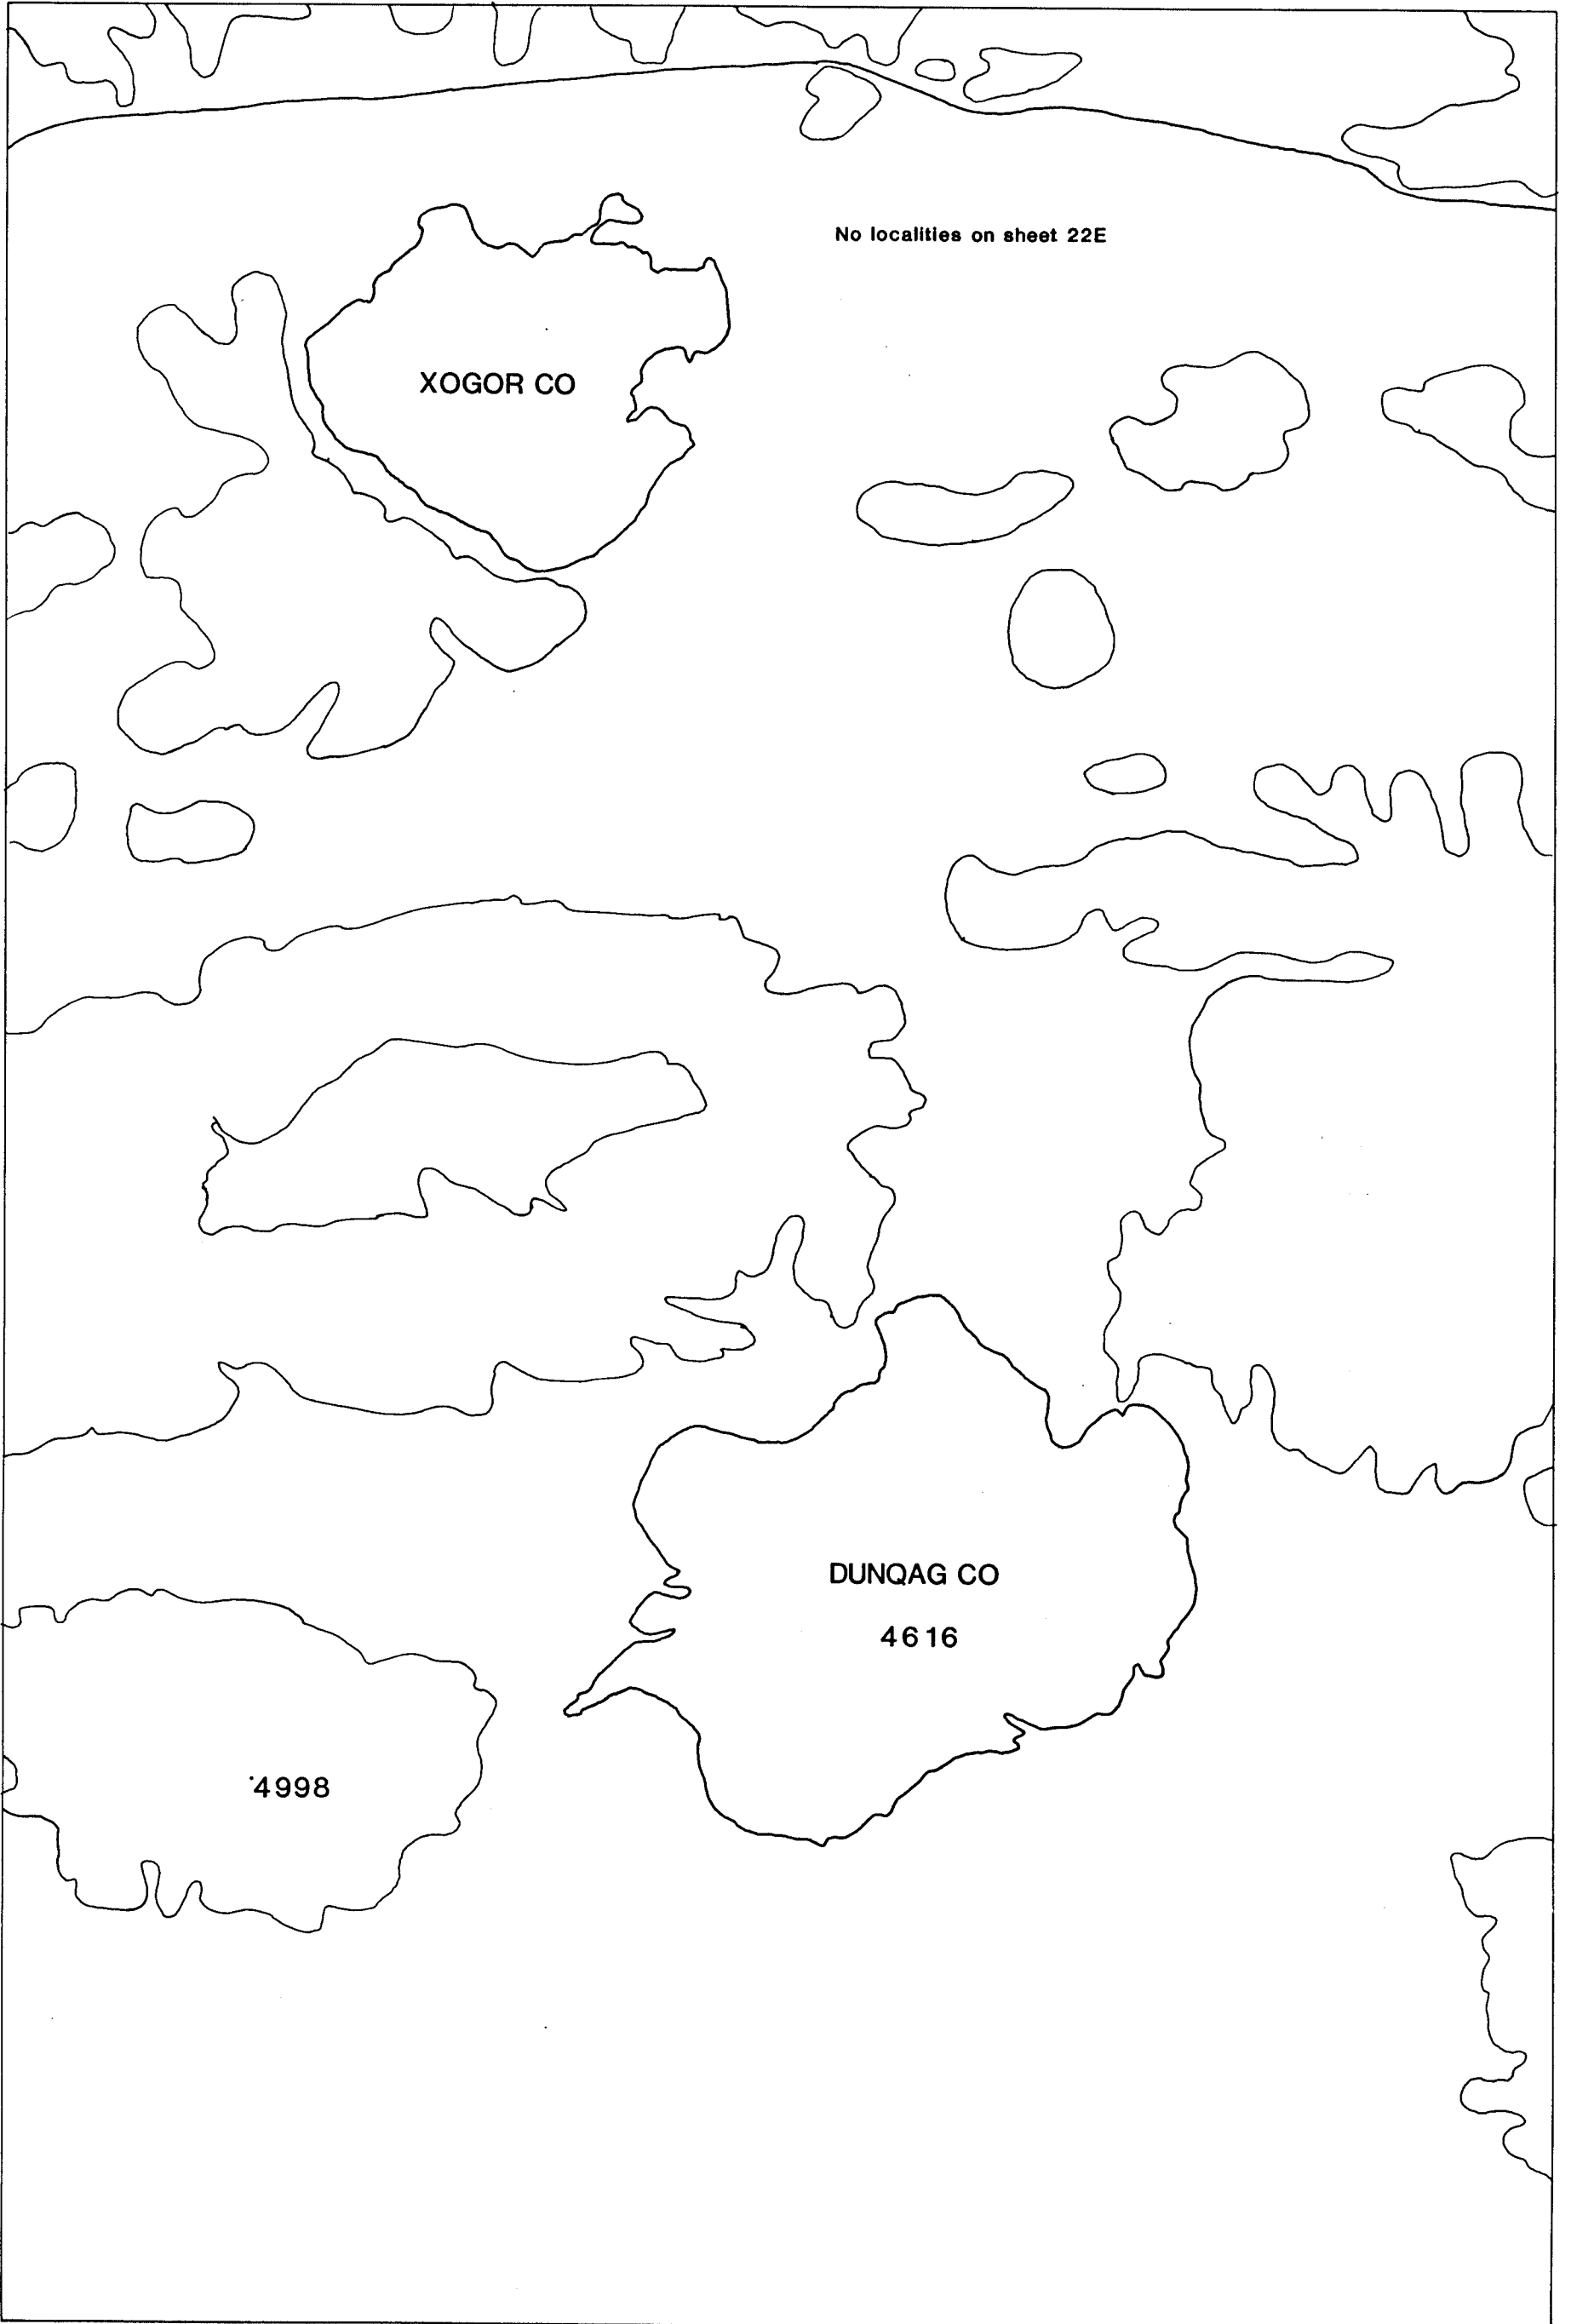 No localities on sheet 22E
XOGOR CO
DUNQAG CO
4616
4998